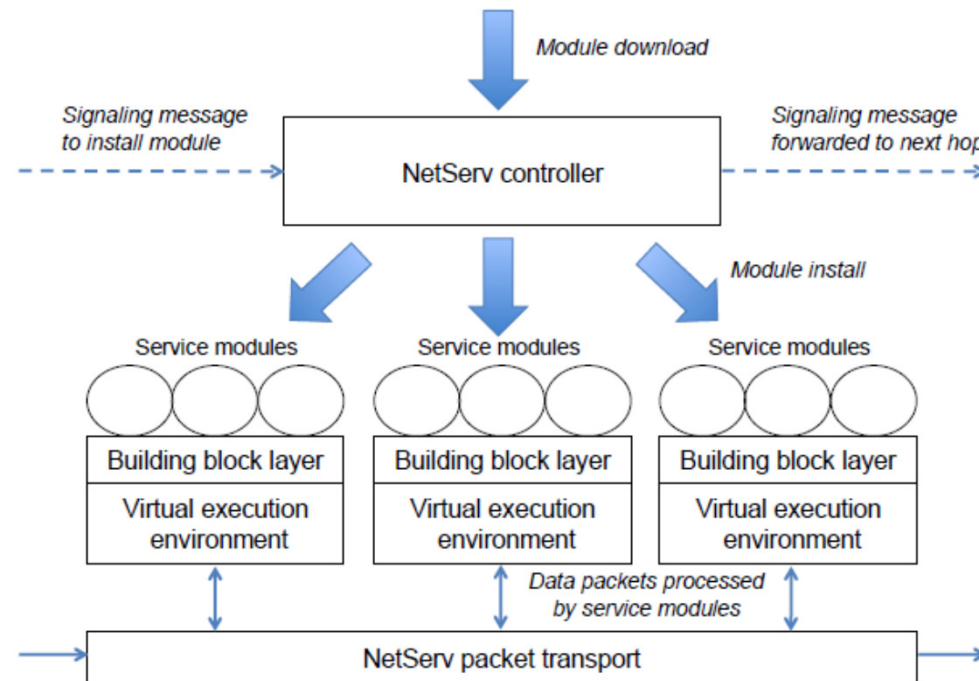 Module download
Signaling message
to install module
Signaling message
forwarded to next hop
NetServ controller
Module install
Service modules
Service modules
Service modules
Building block layer
Building block layer
Building block layer
Virtual execution
environment
Virtual execution
environment
Virtual execution
environment
Data packets processed
by service modules
NetServ packet transport